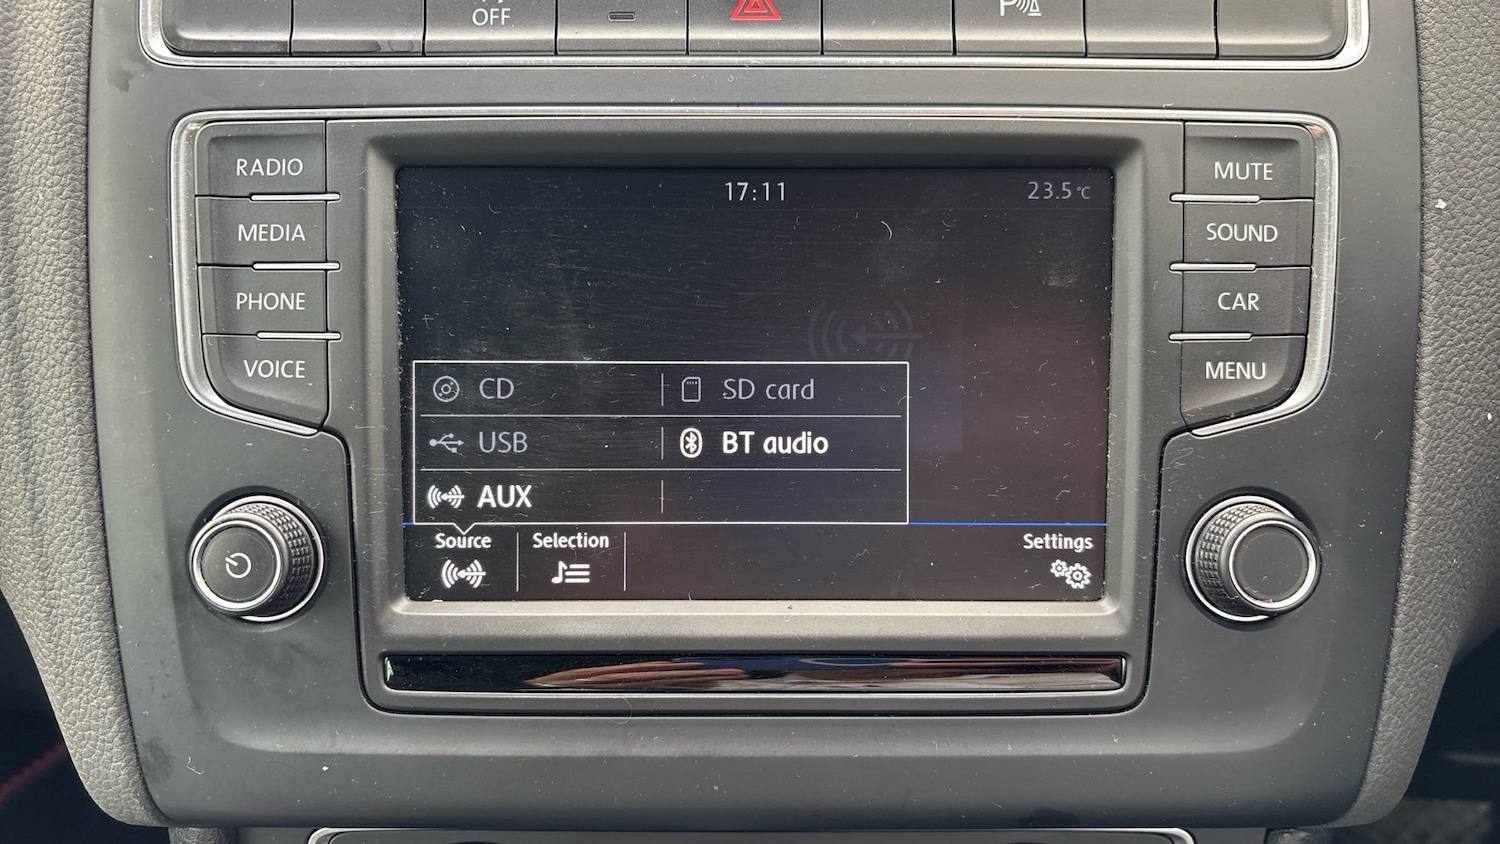 OFF
P
RADIO
MEDIA
PHONE
VOICE
17:11
23.5°C
CD
SD card
USB
BT audio
AUX
Source
Selection
Settings
MUTE
SOUND
CAR
MENU